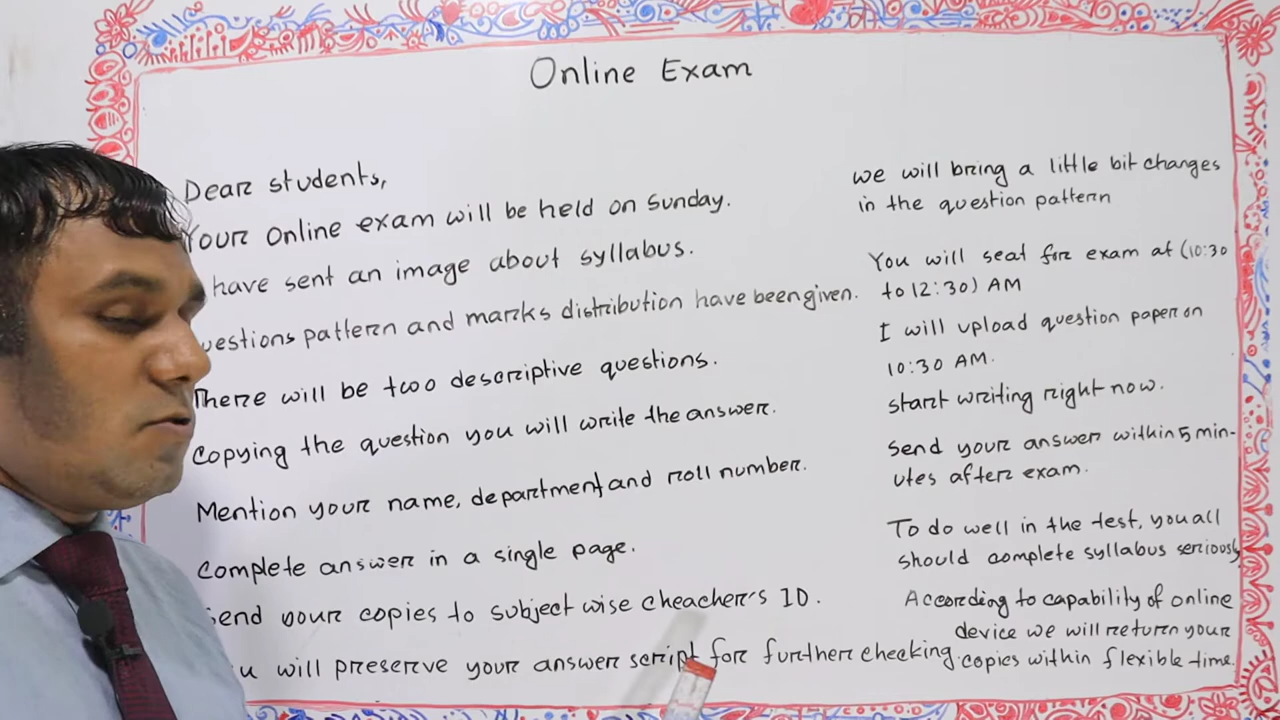 Online Exam
Dear students,
Your Online exam will be held on sunday.
have sent an image about syllabus.
uestions pattern and marks distribution have been given.
There will be two descriptive questions.
Copying the question you will write the answer.
Mention your name, department and roll number.
Complete answer in a single page.
end your copies to subject wise cheacher's ID.
u will preserve your answer script for further checking.
we will bring a little bit changes
in the question pattern
You will seat for exam at (10:30
to 12:30) AM
I will upload question paper on
10:30 AM.
start writing right now.
Send your answer within 5 min-
utes after exam.
To do well in the test, you all
should complete syllabus seriously
According to capability of online
device we will return your
copies within flexible time.